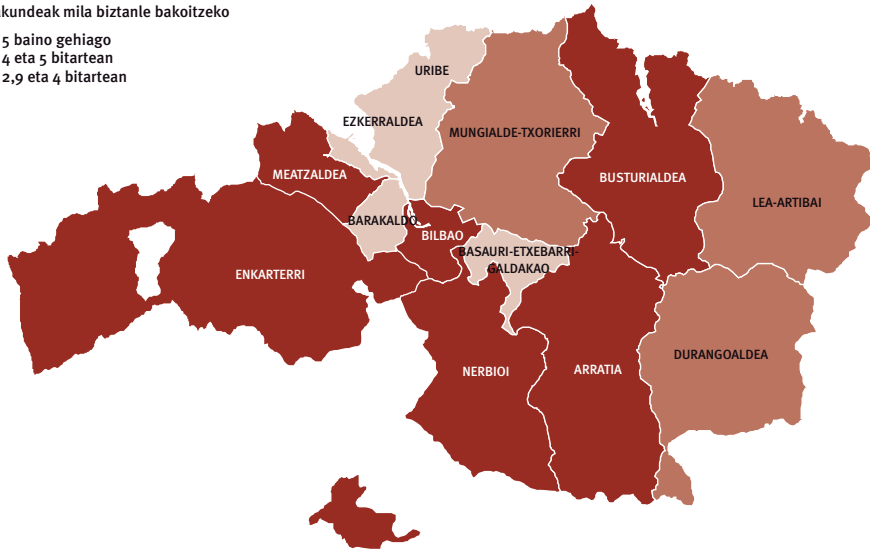 akundeak mila biztanle bakoitzeko
5 baino gehiago
4 eta 5 bitartean
2,9 eta 4 bitartean
URIBE
EZKERRALDEA
MUNGIALDE-TXORIERRI
MEATZALDEA
BUSTURIALDEA
LEA-ARTIBAI
BARAKALDO
BILBAO
BASAURI-ETXEBARRI-
GALDAKAO
ENKARTERRI
DURANGOALDEA
NERBIOI
ARRATIA